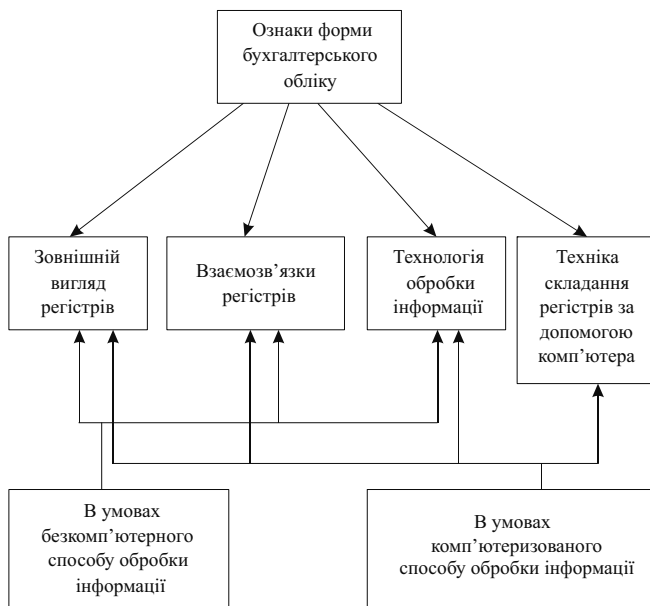 Ознаки форми
бухгалтерського
обліку
Зовнішній
вигляд
регістрів
Взаємозв’язки
регістрів
Технологія
обробки
інформації
Техніка
складання
регістрів за
допомогою
комп’ютера
В умовах
безкомп’ютерного
способу обробки
інформації
В умовах
комп’ютеризованого
способу обробки інформації